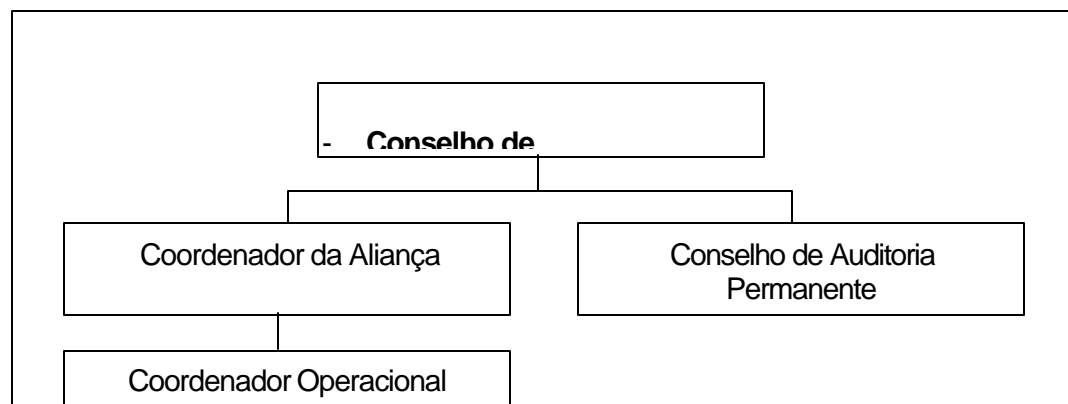 - Conselho de
Coordenador da Aliança
Conselho de Auditoria
Permanente
Coordenador Operacional